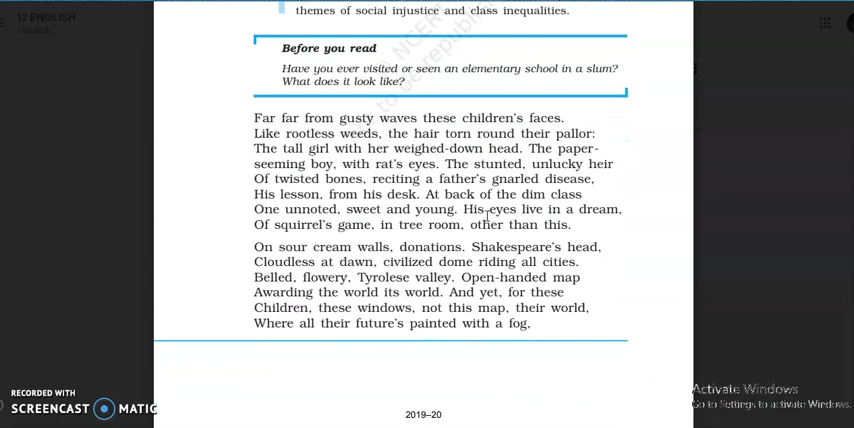 12 ENGLISH
themes of social injustice and class inequalities.
Before you read
Have you ever visited or seen an elementary school in a slum?
What does it look like?
Far far from gusty waves these children's faces.
Like rootless weeds, the hair torn round their pallor:
The tall girl with her weighed-down head. The paper-
seeming boy, with rat's eyes. The stunted, unlucky heir
Of twisted bones, reciting a father's gnarled disease,
His lesson, from his desk. At back of the dim class
One unnoted, sweet and young. His eyes live in a dream,
Of squirrel's game, in tree room, other than this.
On sour cream walls, donations. Shakespeare's head,
Cloudless at dawn, civilized dome riding all cities.
Belled, flowery, Tyrolese valley. Open-handed map
Awarding the world its world. And yet, for these
Children, these windows, not this map, their world,
Where all their future's painted with a fog,
2019–20
RECORDED WITH
SCREENCAST MATIC
Activate Windows
Go to Settings to activate Windows.